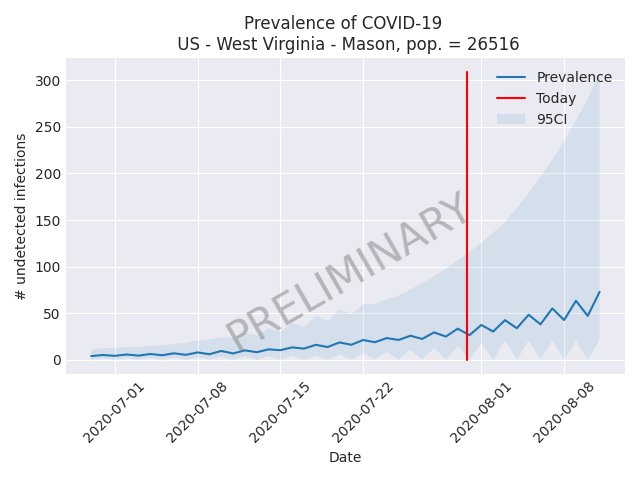 Prevalence of COVID-19
US - West Virginia - Mason, pop. = 26516
300
250
200
150
100
50
0
# undetected infections
Prevalence
Today
95CI
PRELIMINARY
2020-07-01
2020-07-08
2020-07-15
2020-07-22
2020-08-01
2020-08-08
Date